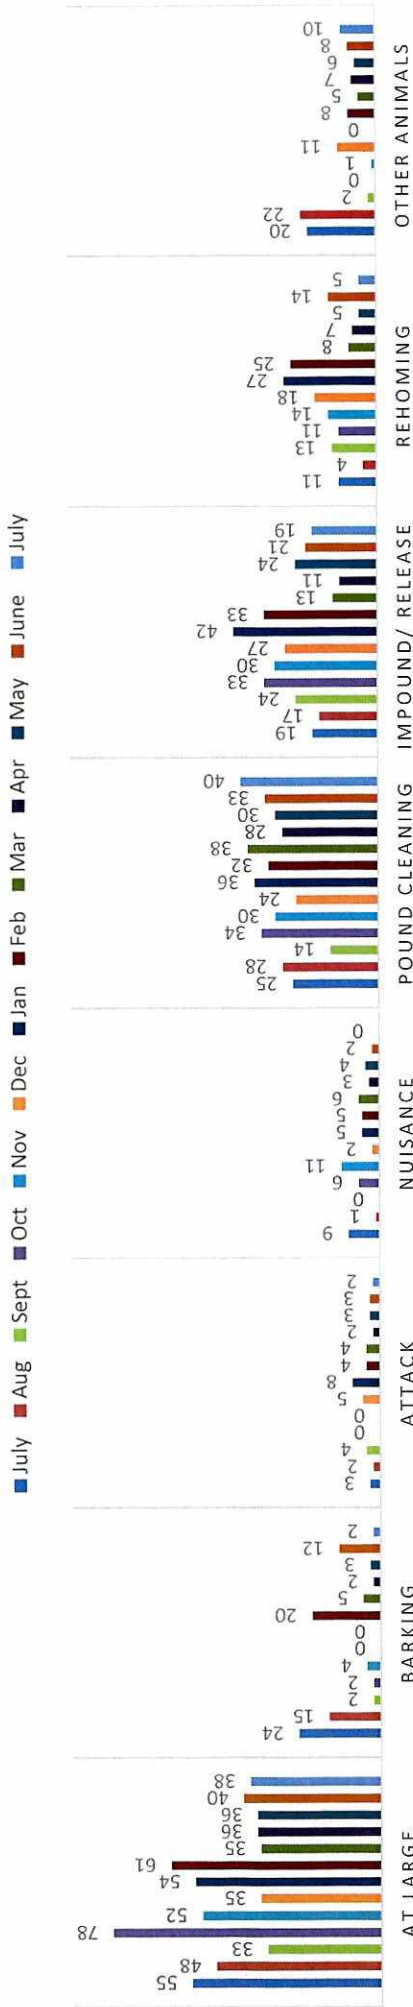 July Aug Sept Oct Nov Dec Jan Feb Mar Apr May June July
55 48 33 78 52 35 54 61 35 36 36 40 38
AT LARGE
24 15 2 2 4 0 0 20 5 2 3 12 2
BARKING
3 2 4 0 0 5 8 4 4 2 3 3 2
ATTACK
9 1 0 6 11 2 5 5 6 3 4 2 0
NUISANCE
25 28 14 34 30 24 36 32 38 28 30 33 40
POUND CLEANING
19 17 24 33 30 27 42 33 13 11 24 21 19
IMPOUND/ RELEASE
11 4 13 11 14 18 27 25 8 7 5 14 5
REHOMING
20 22 2 0 1 11 0 8 5 7 6 8 10
OTHER ANIMALS